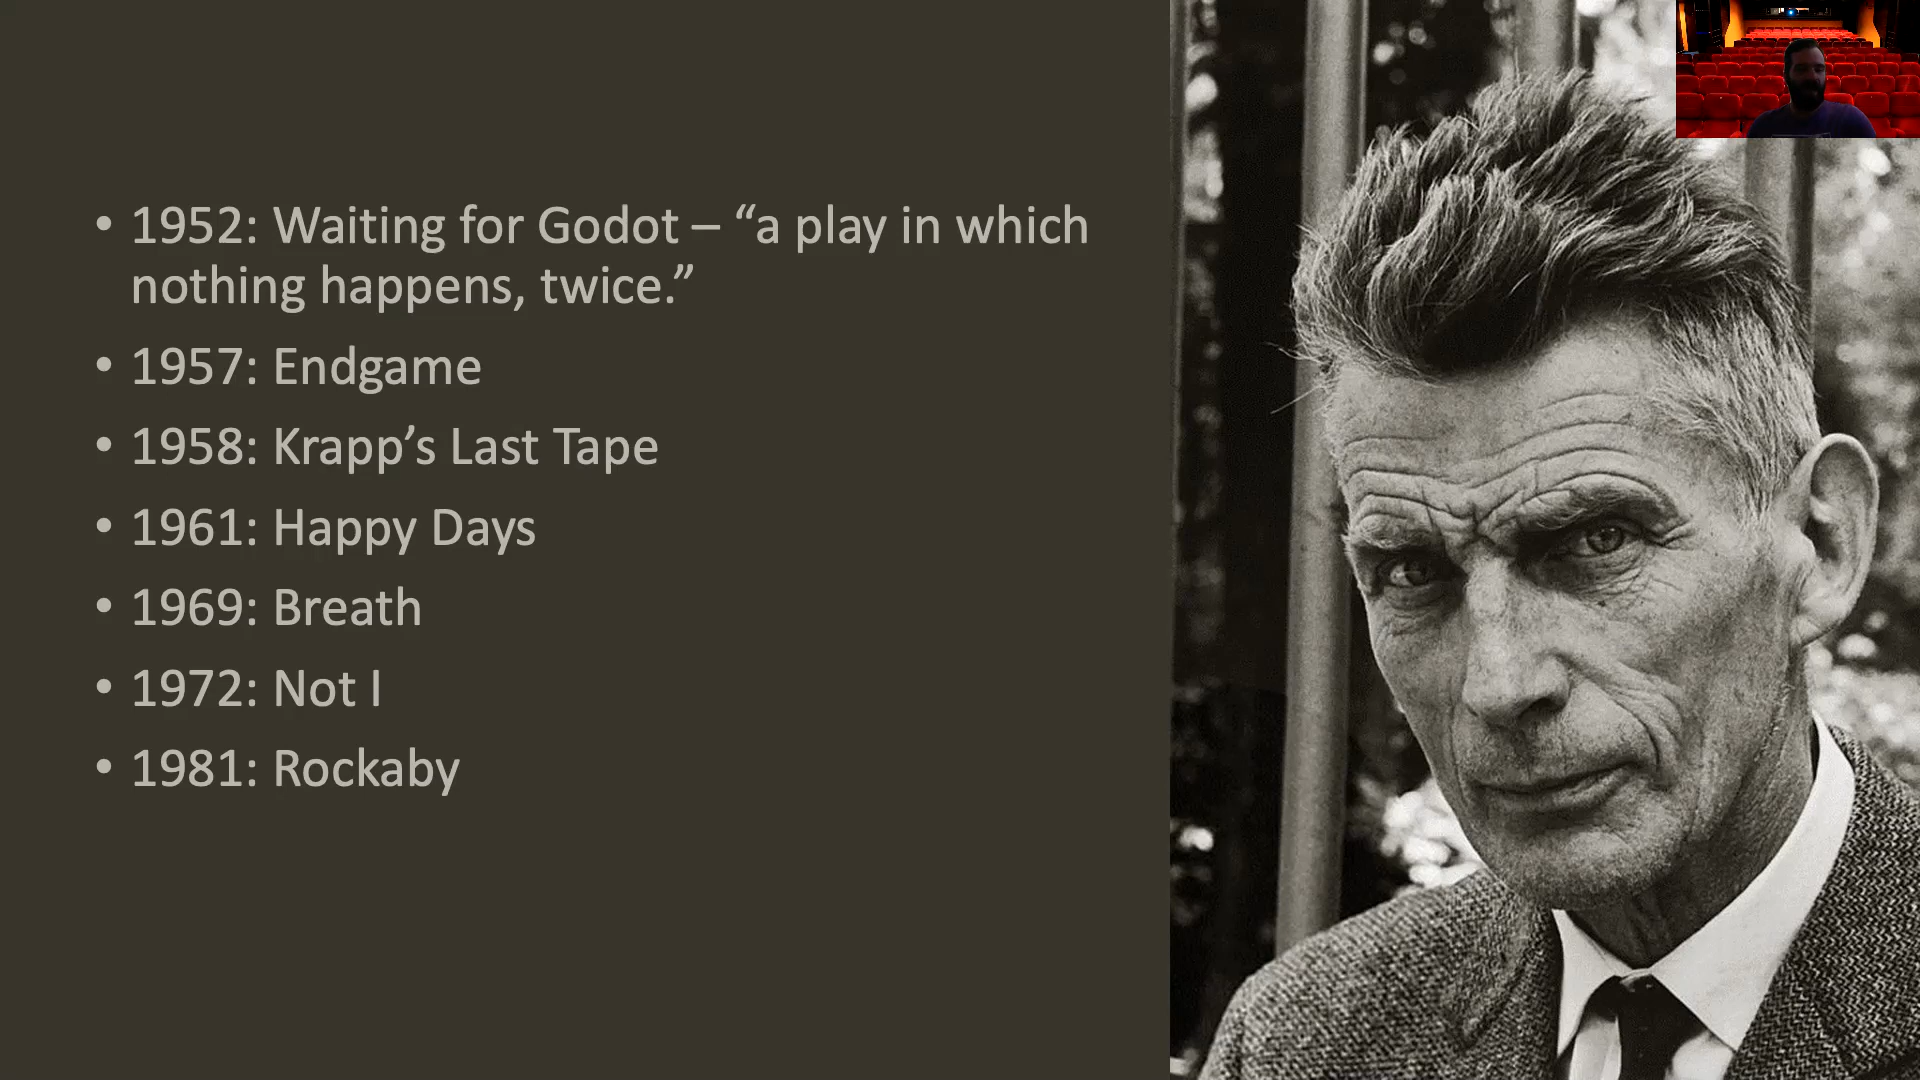 • 1952: Waiting for Godot – “a play in which
nothing happens, twice.”
• 1957: Endgame
• 1958: Krapp’s Last Tape
• 1961: Happy Days
• 1969: Breath
• 1972: Not I
• 1981: Rockaby